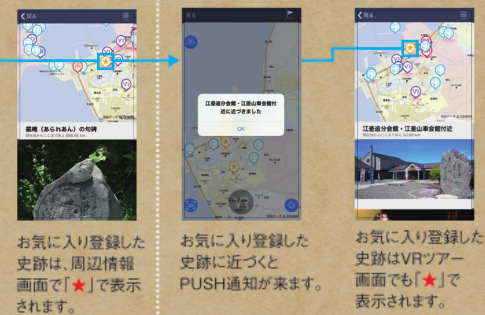 戻る
霰庵（あられあん）の句碑
お気に入り登録した
史跡は、周辺情報
画面で「★」で表示
されます。
戻る
江差追分会館・江差山車会館付
近に近づきました
OK
VR
お気に入り登録した
史跡に近づくと
PUSH通知が来ます。
戻る
江差追分会館・江差山車会館付近
お気に入り登録した
史跡はVRツアー
画面でも「★」で
表示されます。